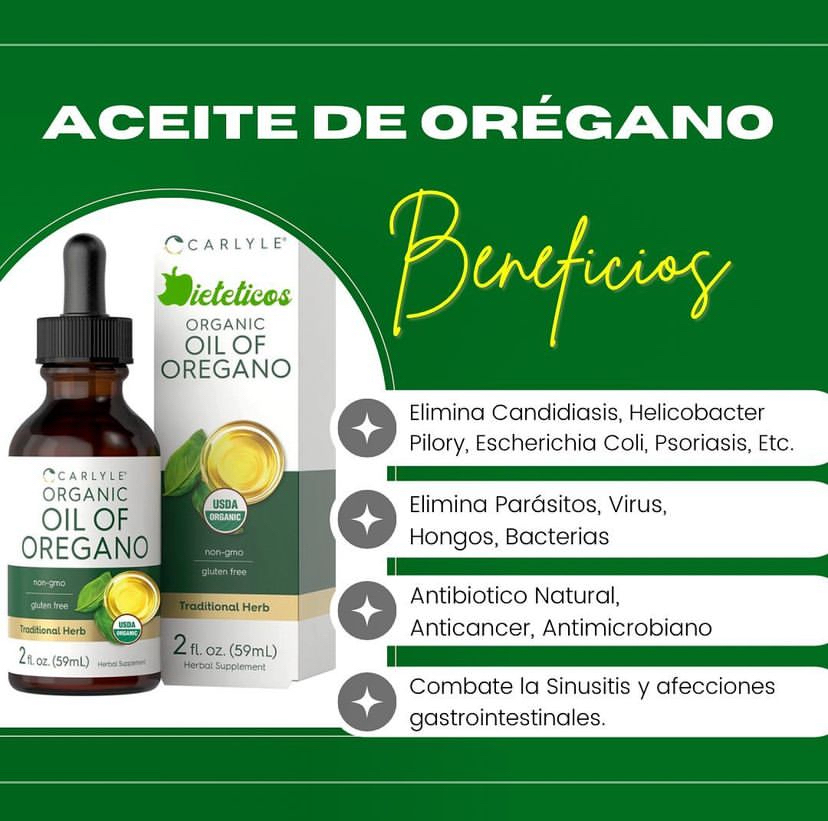 ACEITE DE ORÉGANO
Beneficios
CARLYLE®
Dieteticos
ORGANIC
OIL OF
OREGANO
USDA
ORGANIC
non-gmo
gluten free
Traditional Herb
2 fl. oz. (59mL)
Herbal Supplement
CARLYLE®
ORGANIC
OIL OF
OREGANO
non-gmo
gluten free
Traditional Herb
USDA
ORGANIC
2 fl. oz. (59mL) Herbal Supplement
Elimina Candidiasis, Helicobacter
Pilory, Escherichia Coli, Psoriasis, Etc.
Elimina Parásitos, Virus,
Hongos, Bacterias
Antibiotico Natural,
Anticancer, Antimicrobiano
Combate la Sinusitis y afecciones
gastrointestinales.